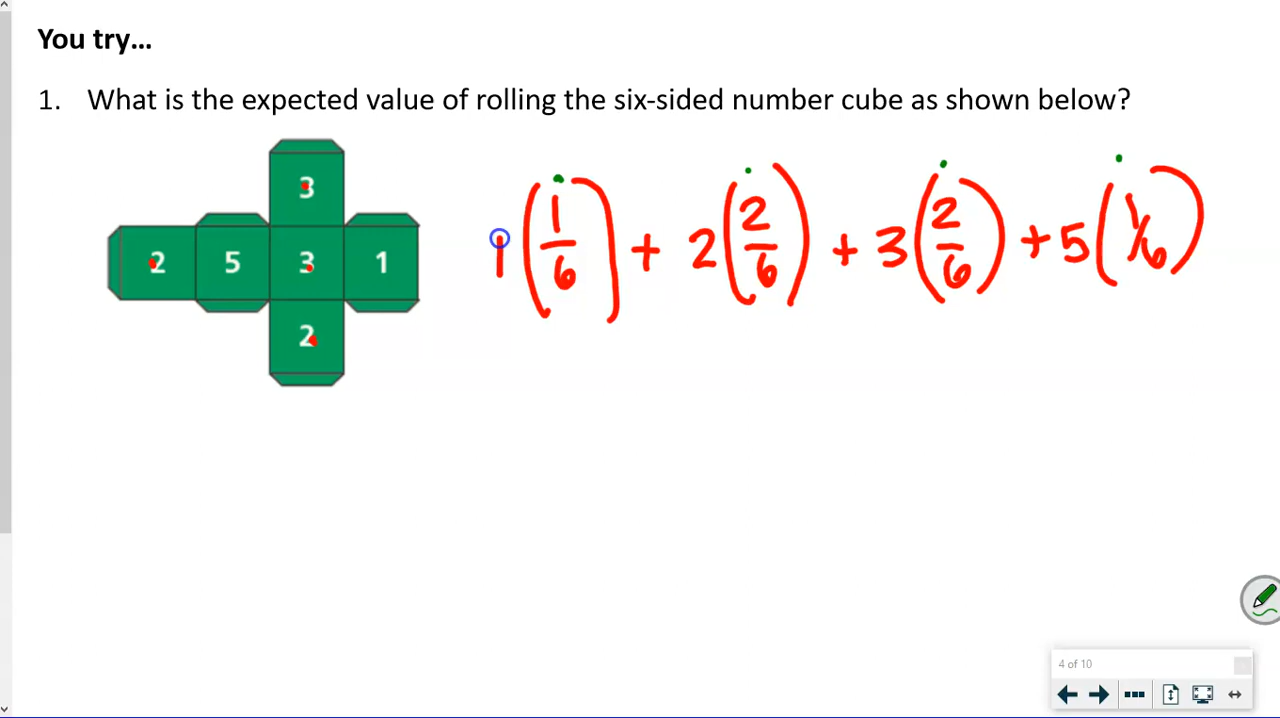 You try...
1. What is the expected value of rolling the six-sided number cube as shown below?
3
2 5 3 1
2
1(1/6) + 2(2/6) + 3(2/6) + 5(1/6)
4 of 10